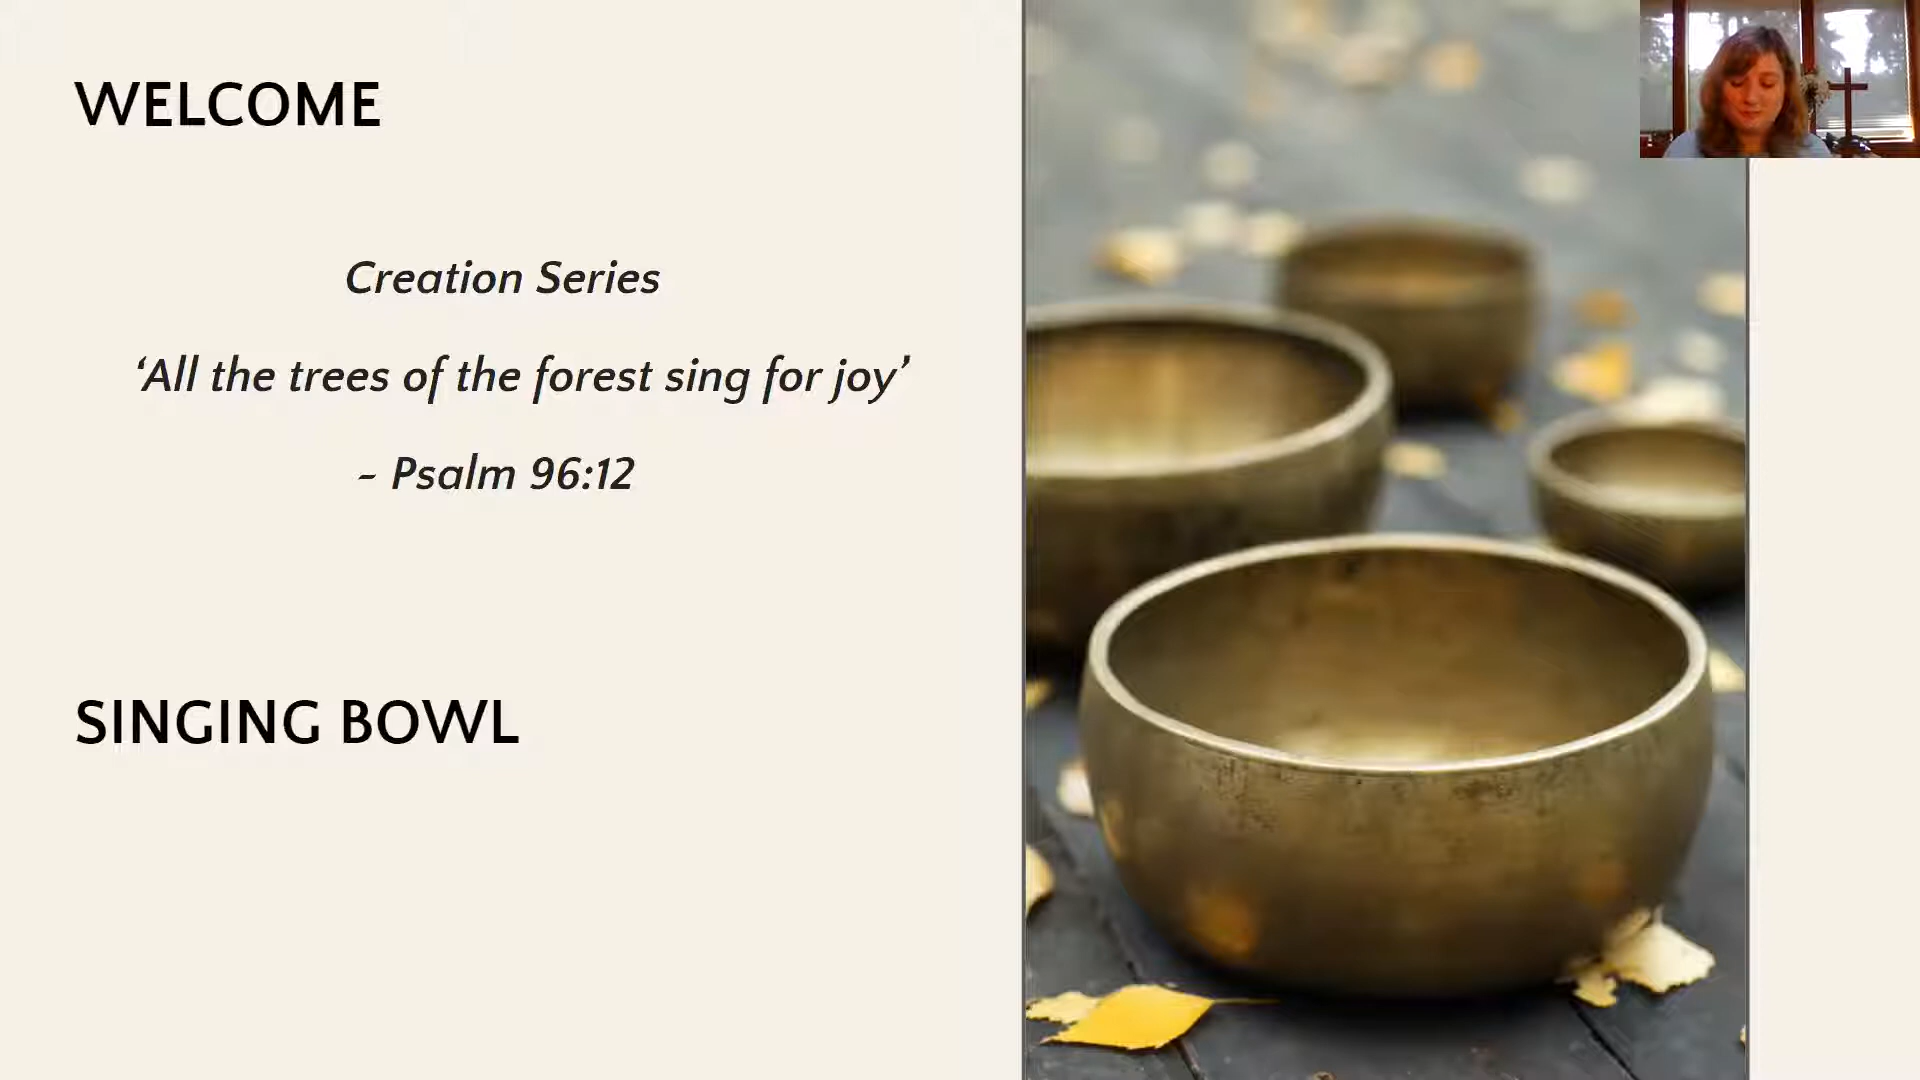 WELCOME
Creation Series
‘All the trees of the forest sing for joy’
~ Psalm 96:12
SINGING BOWL